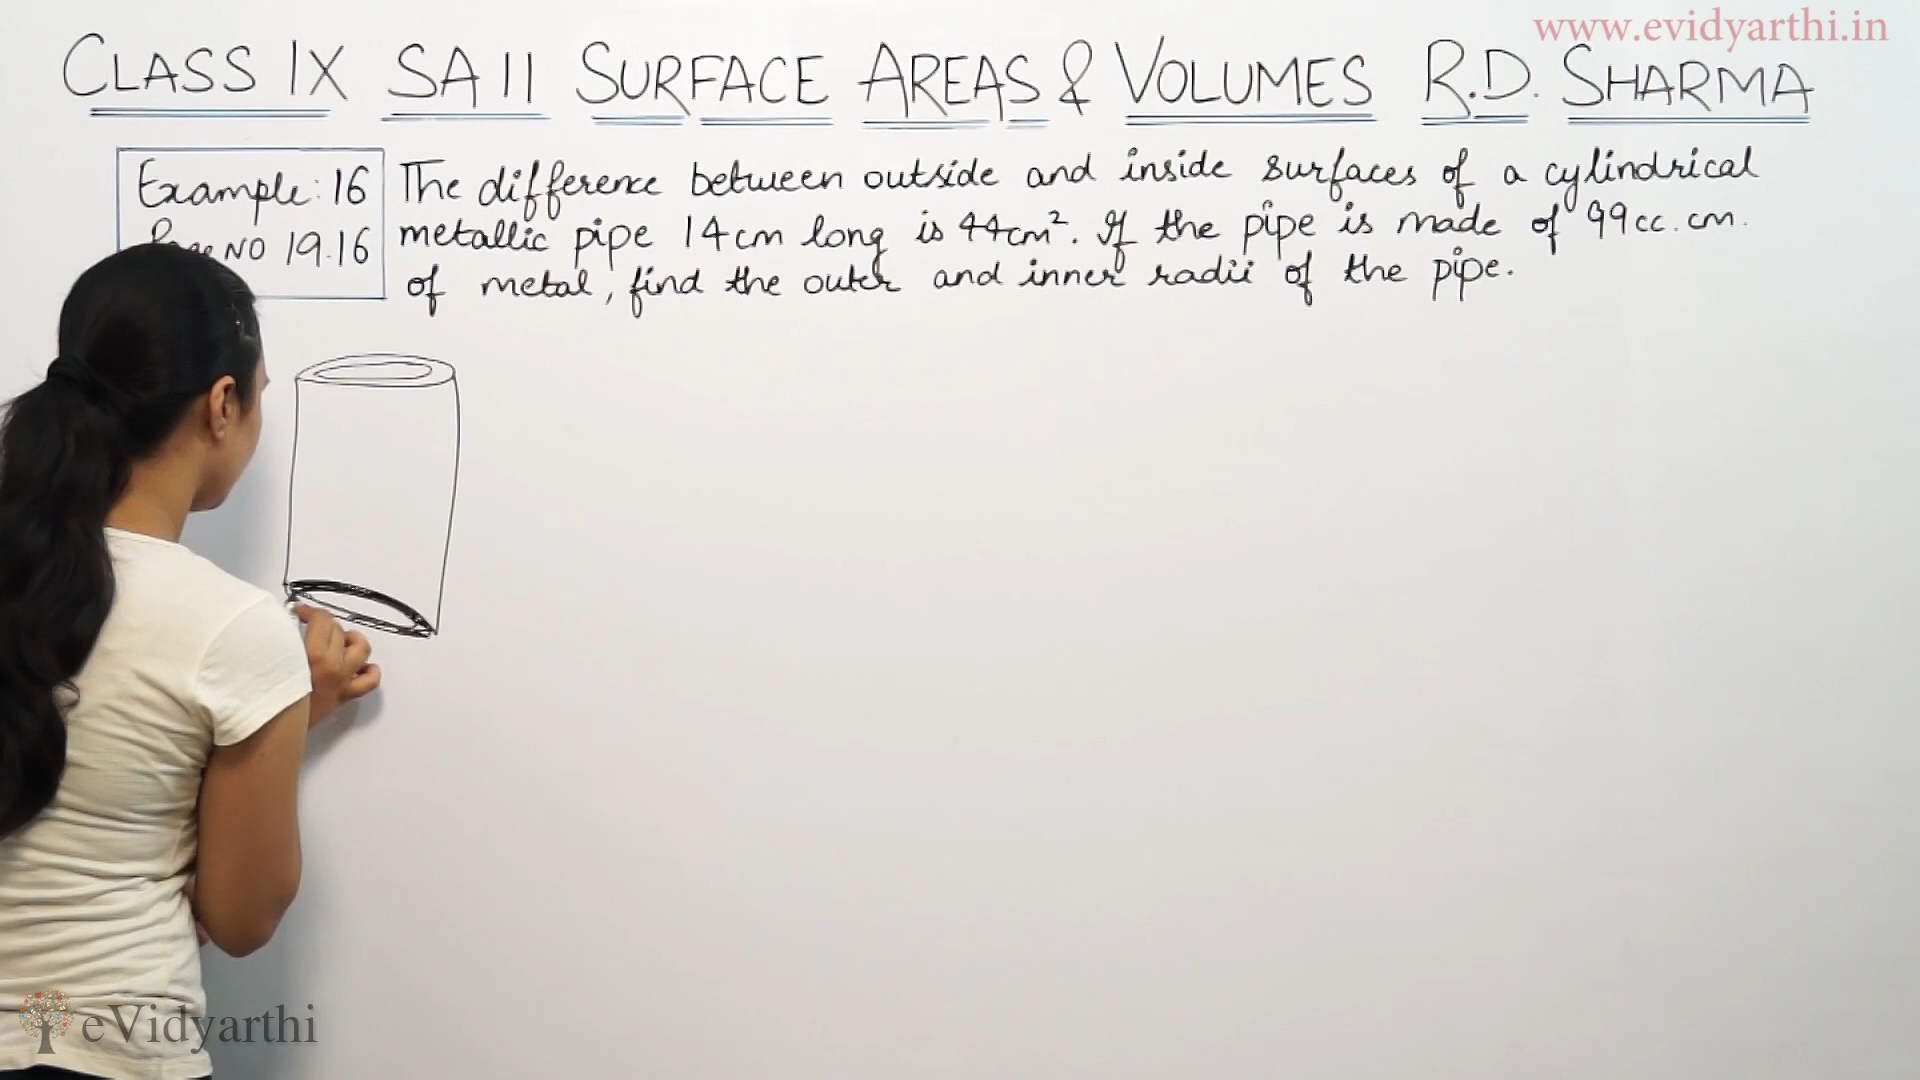 www.evidyarthi.in
CLASS IX SA II SURFACE AREAS & VOLUMES R.D. SHARMA
Example: 16
NO 19.16
The difference between outside and inside surfaces of a cylindrical
metallic pipe 14cm long is 44cm². If the pipe is made of 99cc.cm.
of metal, find the outer and inner radii of the pipe.
eVidyarthi